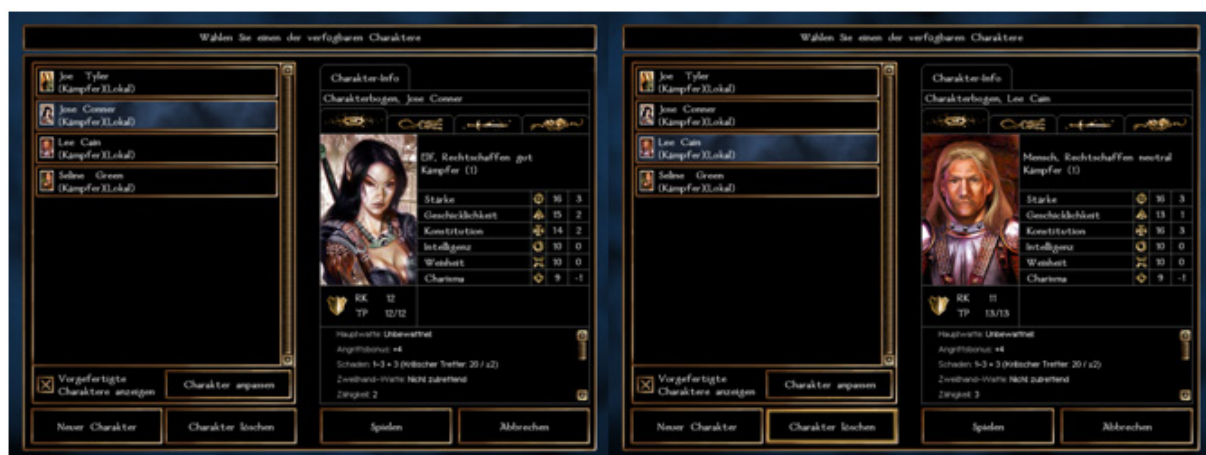 Wählen Sie einen der verfügbaren Charaktere
Joe Tyler
(Kämpfer)(Lokal)
Jose Conner
(Kämpfer)(Lokal)
Lee Cain
(Kämpfer)(Lokal)
Seline Green
(Kämpfer)(Lokal)
Vorgefertigte
Charaktere anzeigen
Charakter anpassen
Neuer Charakter
Charakter löschen
Charakter-Info
Charakterbogen, Jose Conner
Elf, Rechtschaffen gut
Kämpfer (1)
Stärke 16 3
Geschicklichkeit 15 2
Konstitution 14 2
Intelligenz 10 0
Weisheit 10 0
Charisma 9 -1
RK 12
TP 12/12
Hauptwaffe: Unbewaffnet
Angriffsbonus: +4
Schaden: 1-3 + 3 (Kritischer Treffer: 20 / x2)
Zweithand-Waffe: Nicht zutreffend
Zähigkeit: 2
Spielen
Abbrechen
Wählen Sie einen der verfügbaren Charaktere
Joe Tyler
(Kämpfer)(Lokal)
Jose Conner
(Kämpfer)(Lokal)
Lee Cain
(Kämpfer)(Lokal)
Seline Green
(Kämpfer)(Lokal)
Vorgefertigte
Charaktere anzeigen
Charakter anpassen
Neuer Charakter
Charakter löschen
Charakter-Info
Charakterbogen, Lee Cain
Mensch, Rechtschaffen neutral
Kämpfer (1)
Stärke 16 3
Geschicklichkeit 13 1
Konstitution 16 3
Intelligenz 10 0
Weisheit 10 0
Charisma 9 -1
RK 11
TP 13/13
Hauptwaffe: Unbewaffnet
Angriffsbonus: +4
Schaden: 1-3 + 3 (Kritischer Treffer: 20 / x2)
Zweithand-Waffe: Nicht zutreffend
Zähigkeit: 3
Spielen
Abbrechen